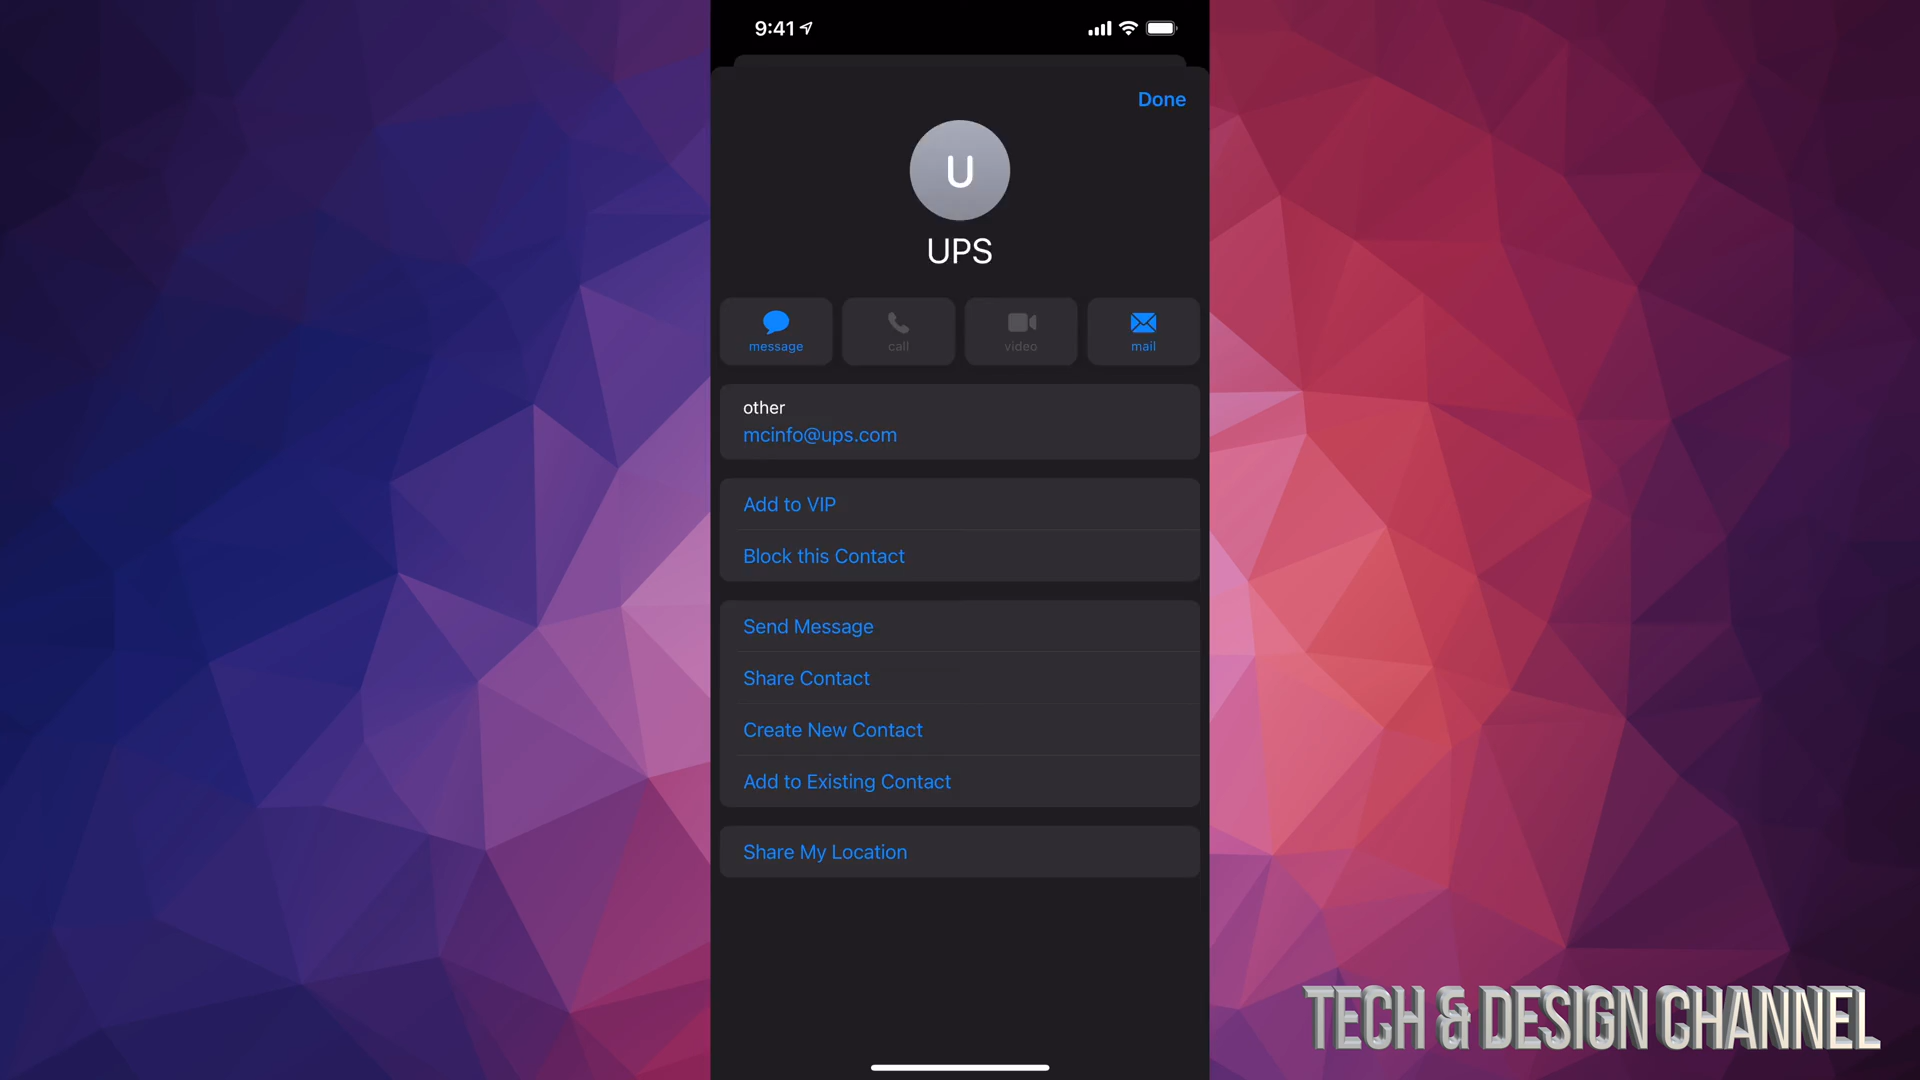 9:41
Done
U
UPS
message
call
video
mail
other
mcinfo@ups.com
Add to VIP
Block this Contact
Send Message
Share Contact
Create New Contact
Add to Existing Contact
Share My Location
TECH & DESIGN CHANNEL